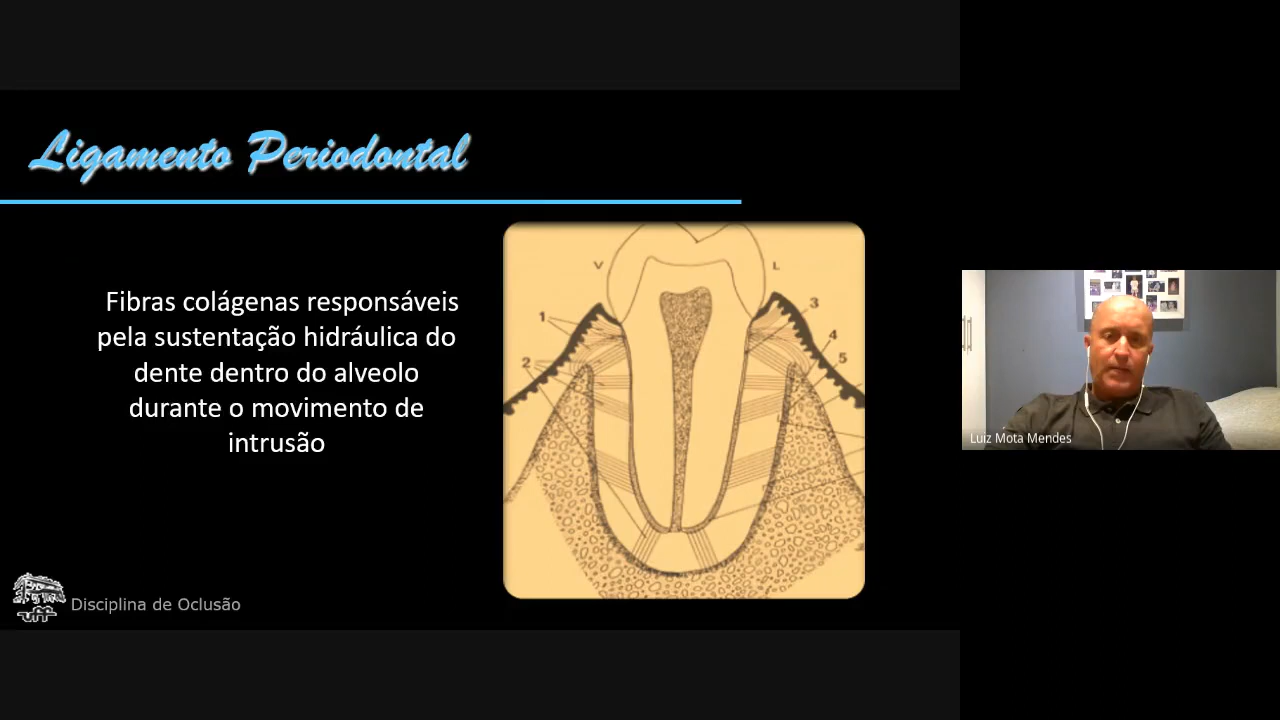 Ligamento Periodontal
Fibras colágenas responsáveis
pela sustentação hidráulica do
dente dentro do alveolo
durante o movimento de
intrusão
V
L
1
2
3
4
5
Disciplina de Oclusão
Luiz Mota Mendes